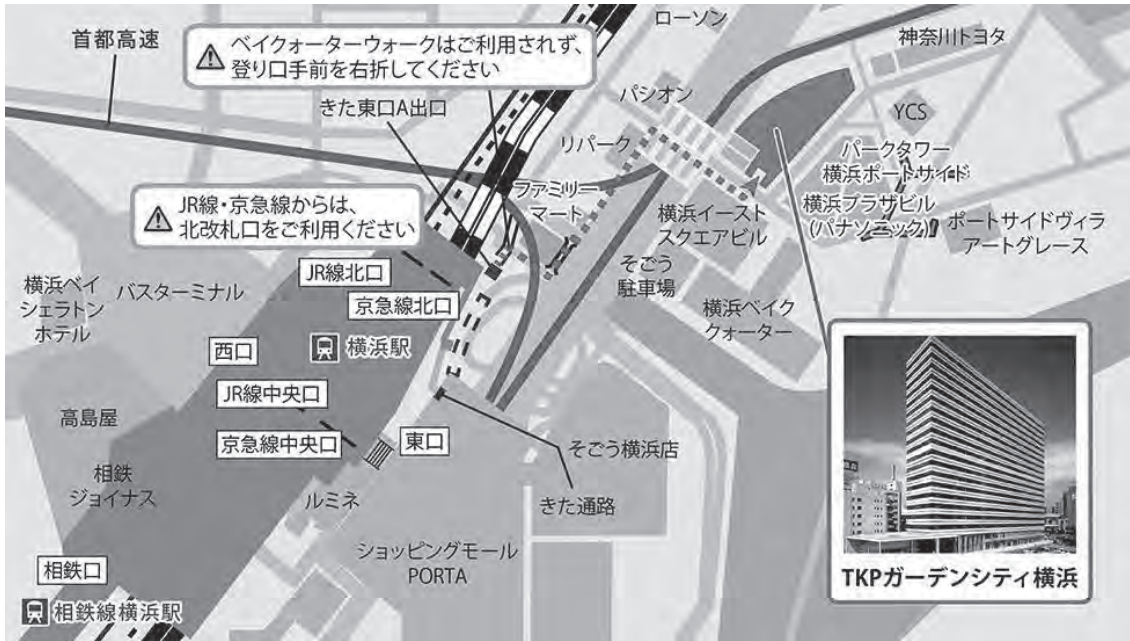 ローソン
首都高速
ベイクォーターウォークはご利用されず、
登り口手前を右折してください
神奈川トヨタ
パシオン
きた東口A出口
YCS
リパーク
パークタワー
横浜ポートサイド
JR線・京急線からは、
北改札口をご利用ください
ファミリー
マート
横浜イースト
スクエアビル
横浜プラザビル
(パナソニック)
ポートサイドヴィラ
アートグレース
JR線北口
そごう
駐車場
横浜ベイ
シェラトン
ホテル
バスターミナル
京急線北口
横浜ベイク
クォーター
西口
横浜駅
JR線中央口
高島屋
京急線中央口
東口
そごう横浜店
相鉄
ジョイナス
ルミネ
きた通路
ショッピングモール
PORTA
相鉄口
TKPガーデンシティ横浜
相鉄線横浜駅